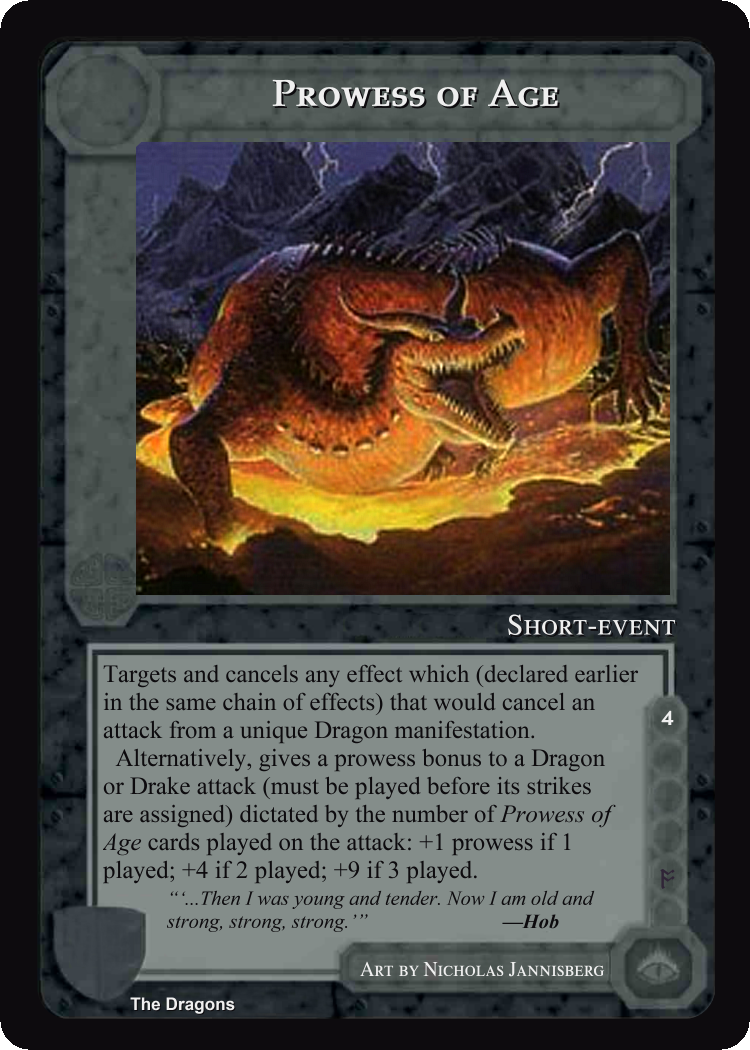 Prowess of Age
Short-event
Targets and cancels any effect which (declared earlier
in the same chain of effects) that would cancel an
attack from a unique Dragon manifestation.
Alternatively, gives a prowess bonus to a Dragon
or Drake attack (must be played before its strikes
are assigned) dictated by the number of Prowess of
Age cards played on the attack: +1 prowess if 1
played; +4 if 2 played; +9 if 3 played.
4
“‘...Then I was young and tender. Now I am old and
strong, strong, strong.’” —Hob
Art by Nicholas Jannisberg
The Dragons